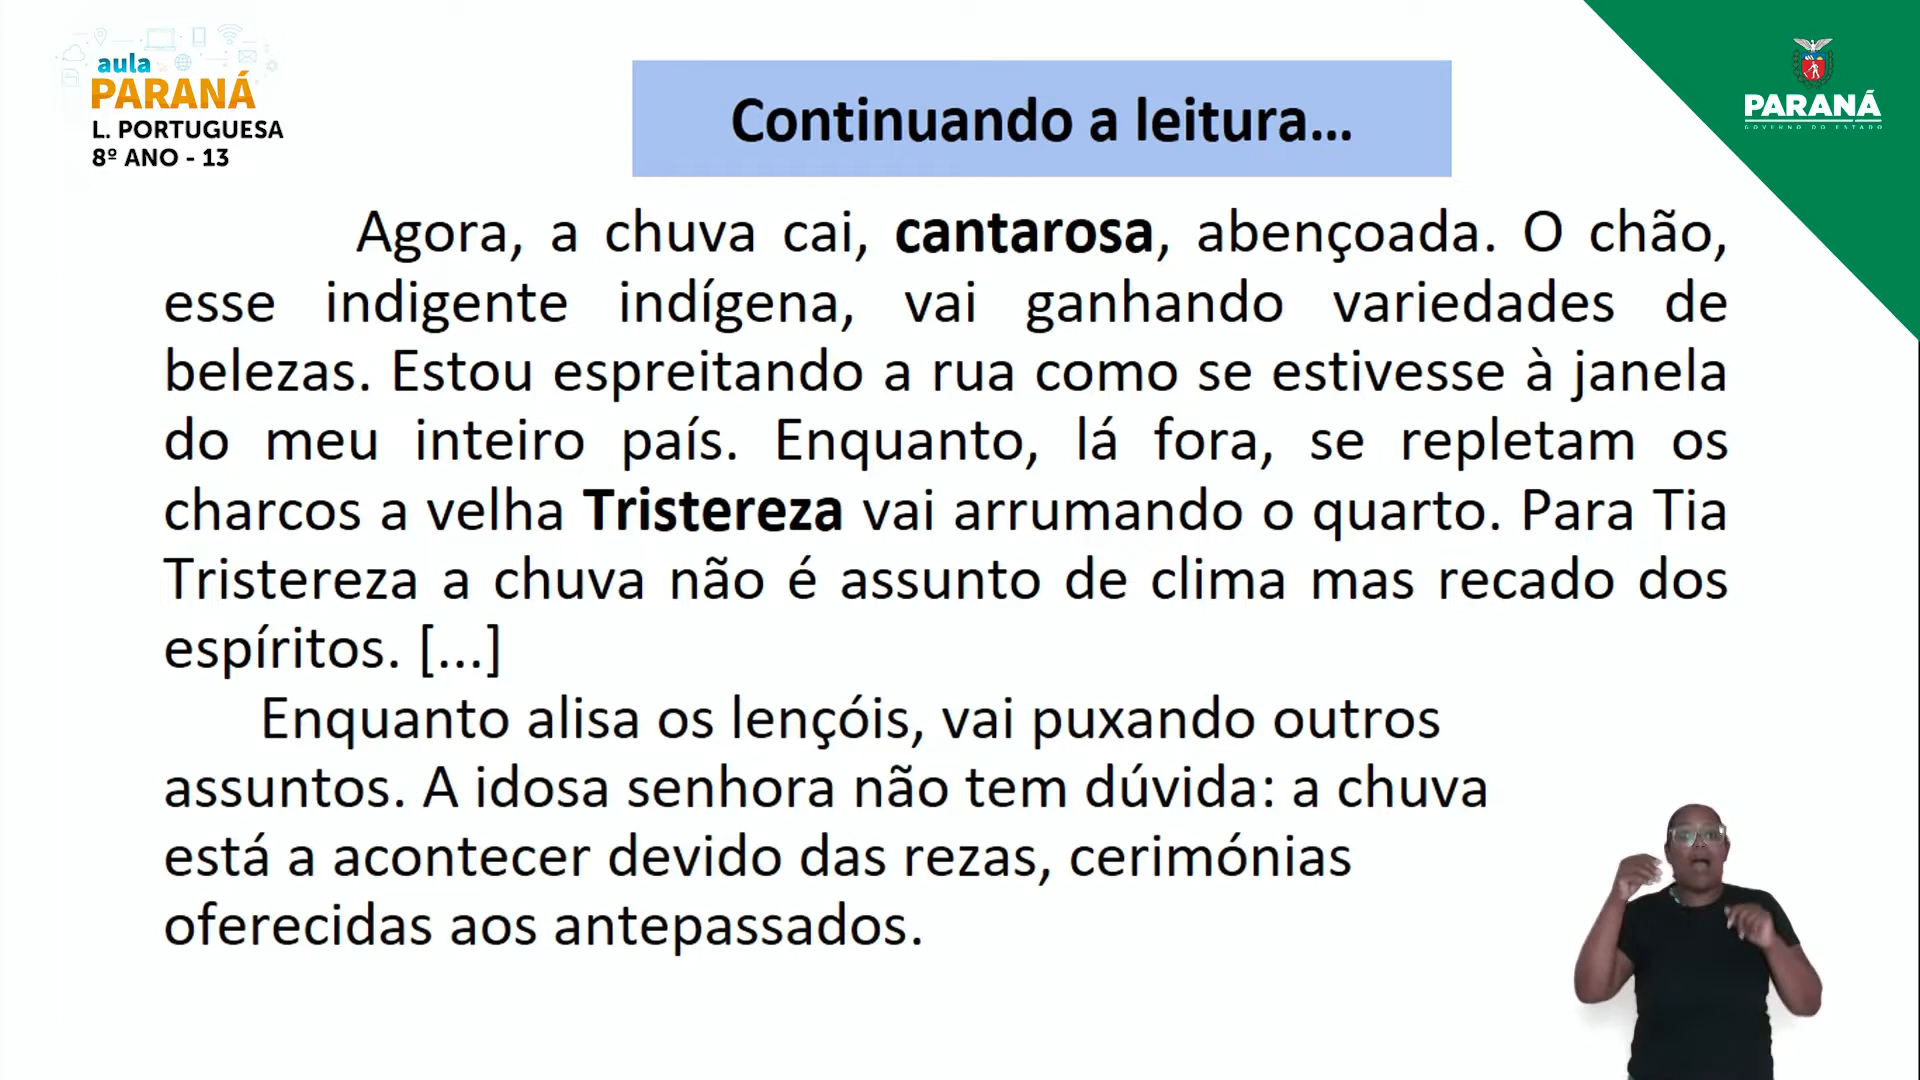 aula
PARANÁ
L. PORTUGUESA
8º ANO - 13
Continuando a leitura...
PARANÁ
GOVERNO DO ESTADO
Agora, a chuva cai, cantarosa, abençoada. O chão,
esse indigente indígena, vai ganhando variedades de
belezas. Estou espreitando a rua como se estivesse à janela
do meu inteiro país. Enquanto, lá fora, se repletam os
charcos a velha Tristereza vai arrumando o quarto. Para Tia
Tristereza a chuva não é assunto de clima mas recado dos
espíritos. [...]
Enquanto alisa os lençóis, vai puxando outros
assuntos. A idosa senhora não tem dúvida: a chuva
está a acontecer devido das rezas, cerimónias
oferecidas aos antepassados.